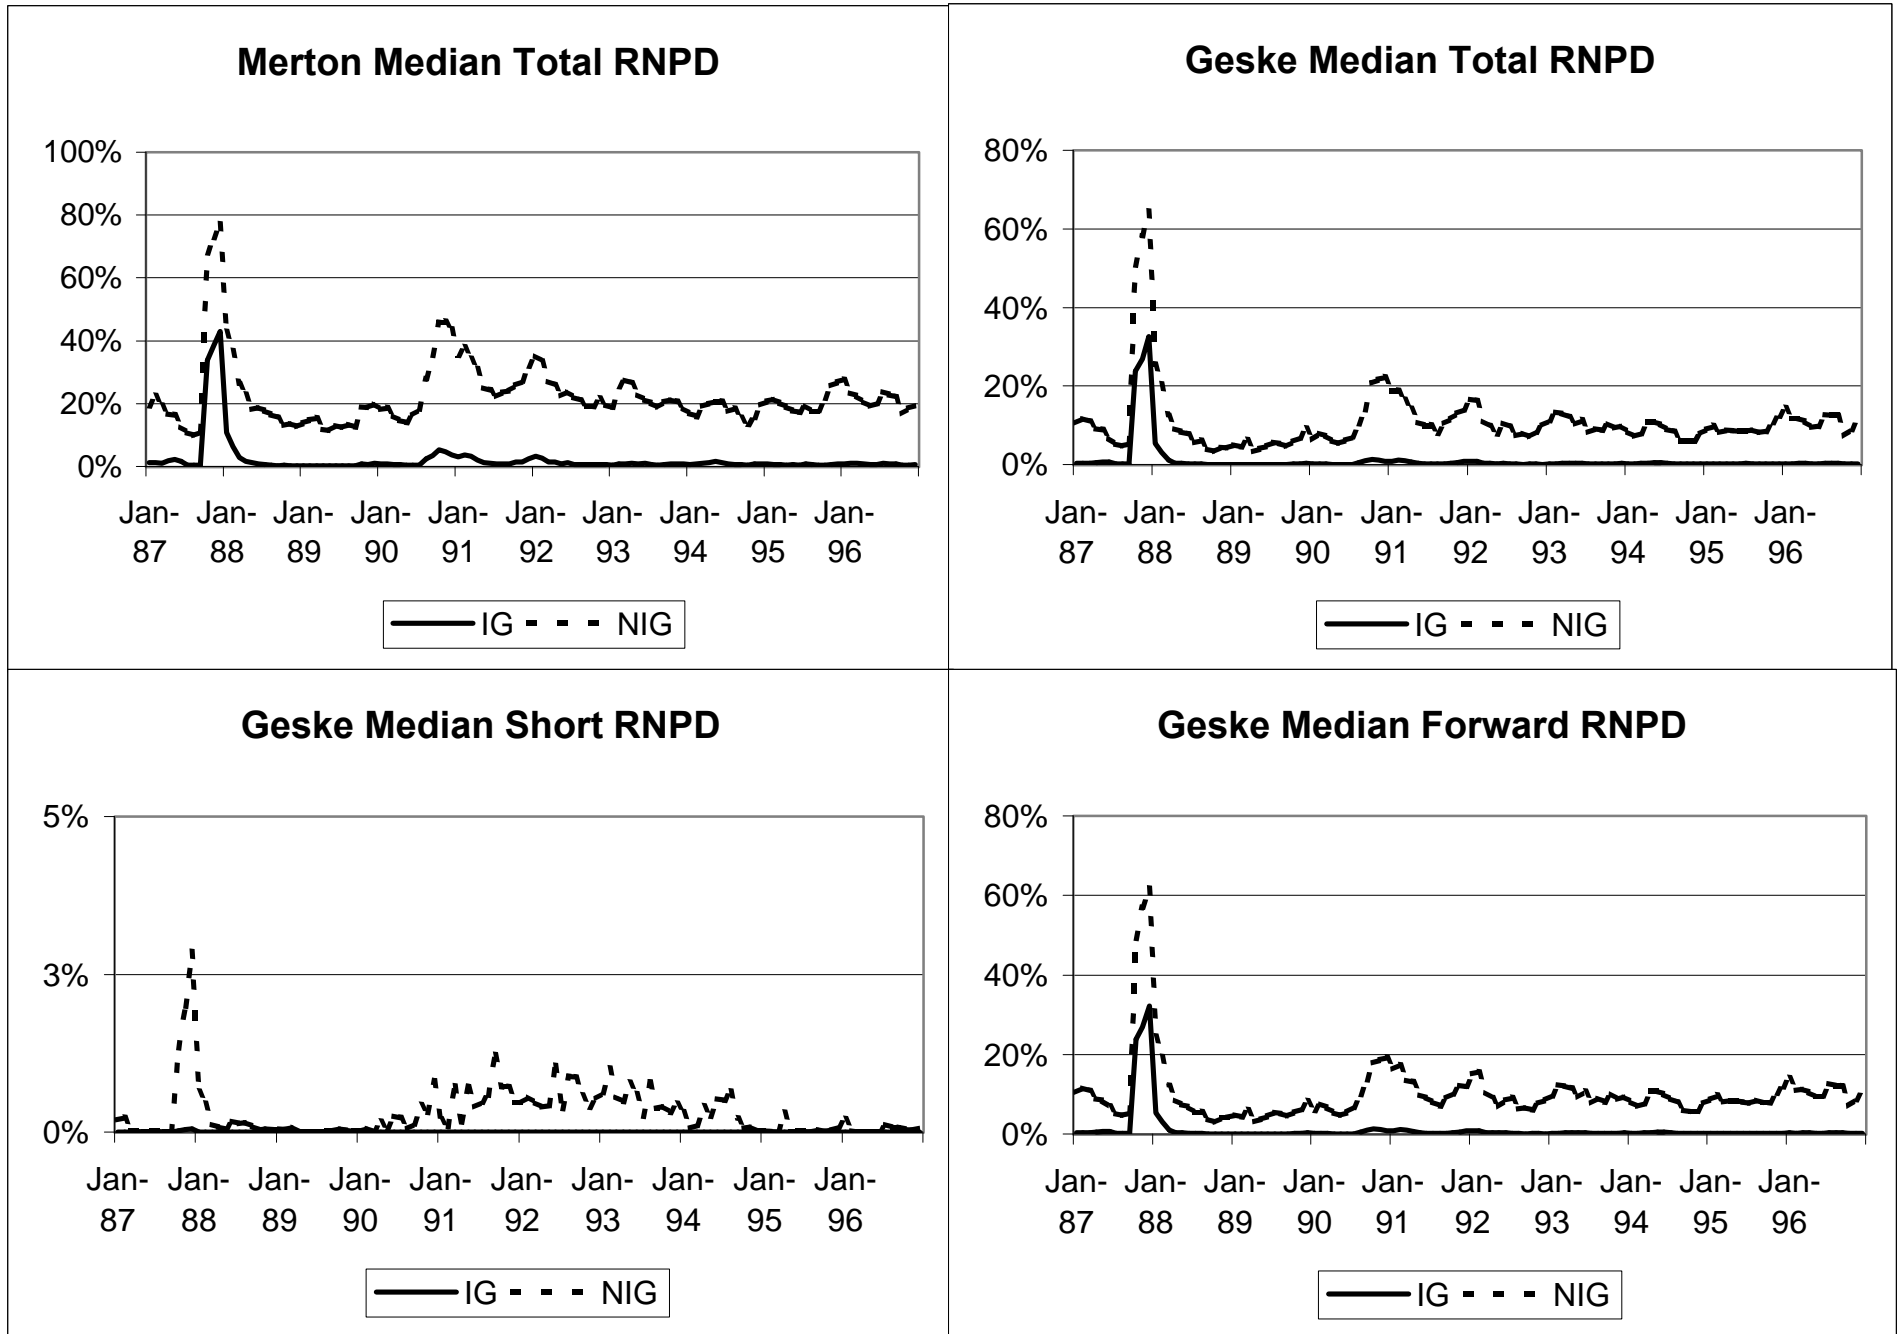 Merton Median Total RNPD
100%
80%
60%
40%
20%
0%
Jan- Jan- Jan- Jan- Jan- Jan- Jan- Jan- Jan- Jan-
87 88 89 90 91 92 93 94 95 96
IG NIG
Geske Median Total RNPD
80%
60%
40%
20%
0%
Jan- Jan- Jan- Jan- Jan- Jan- Jan- Jan- Jan- Jan-
87 88 89 90 91 92 93 94 95 96
IG NIG
Geske Median Short RNPD
5%
3%
0%
Jan- Jan- Jan- Jan- Jan- Jan- Jan- Jan- Jan- Jan-
87 88 89 90 91 92 93 94 95 96
IG NIG
Geske Median Forward RNPD
80%
60%
40%
20%
0%
Jan- Jan- Jan- Jan- Jan- Jan- Jan- Jan- Jan- Jan-
87 88 89 90 91 92 93 94 95 96
IG NIG